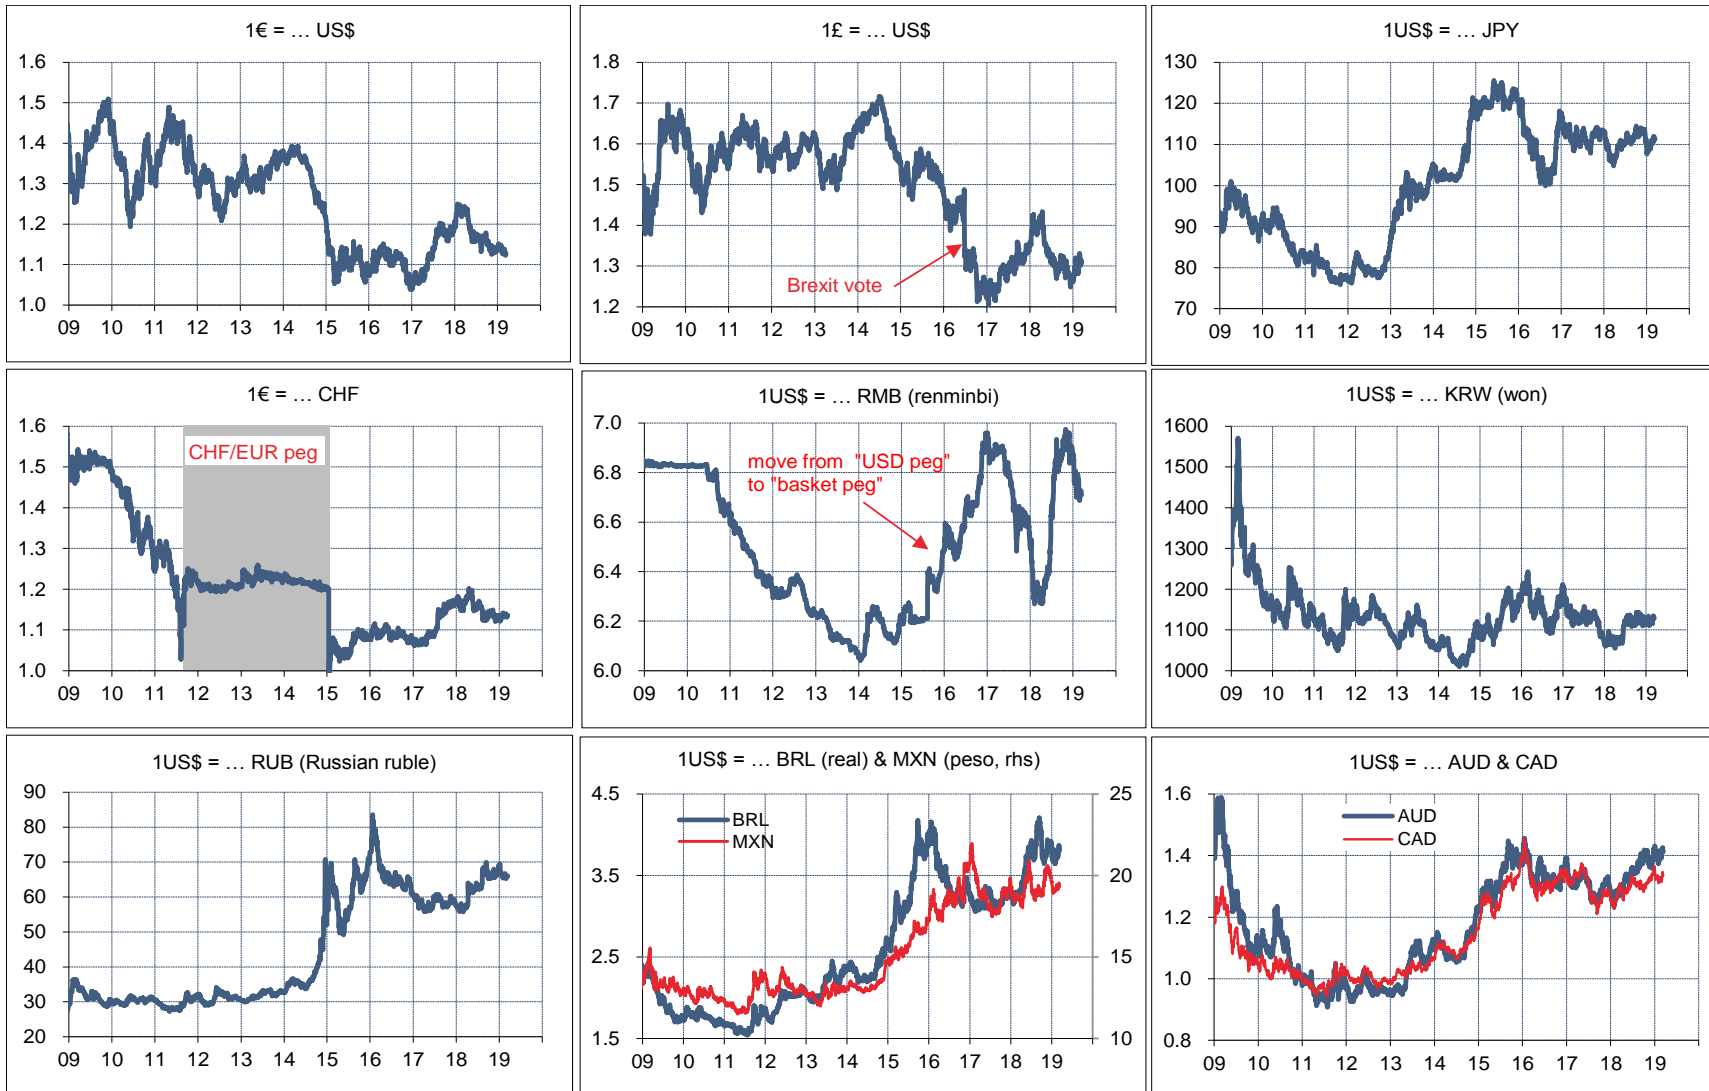 1€ = … US$
1.6
1.5
1.4
1.3
1.2
1.1
1.0
09 10 11 12 13 14 15 16 17 18 19
1£ = … US$
1.8
1.7
1.6
1.5
1.4
1.3
1.2
Brexit vote
09 10 11 12 13 14 15 16 17 18 19
1US$ = … JPY
130
120
110
100
90
80
70
09 10 11 12 13 14 15 16 17 18 19
1€ = … CHF
1.6
1.5
1.4
1.3
1.2
1.1
1.0
CHF/EUR peg
09 10 11 12 13 14 15 16 17 18 19
1US$ = … RMB (renminbi)
7.0
6.8
6.6
6.4
6.2
6.0
move from "USD peg"
to "basket peg"
09 10 11 12 13 14 15 16 17 18 19
1US$ = … KRW (won)
1600
1500
1400
1300
1200
1100
1000
09 10 11 12 13 14 15 16 17 18 19
1US$ = … RUB (Russian ruble)
90
80
70
60
50
40
30
20
09 10 11 12 13 14 15 16 17 18 19
1US$ = … BRL (real) & MXN (peso, rhs)
4.5
3.5
2.5
1.5
BRL
MXN
25
20
15
10
09 10 11 12 13 14 15 16 17 18 19
1US$ = … AUD & CAD
1.6
1.4
1.2
1.0
0.8
AUD
CAD
09 10 11 12 13 14 15 16 17 18 19